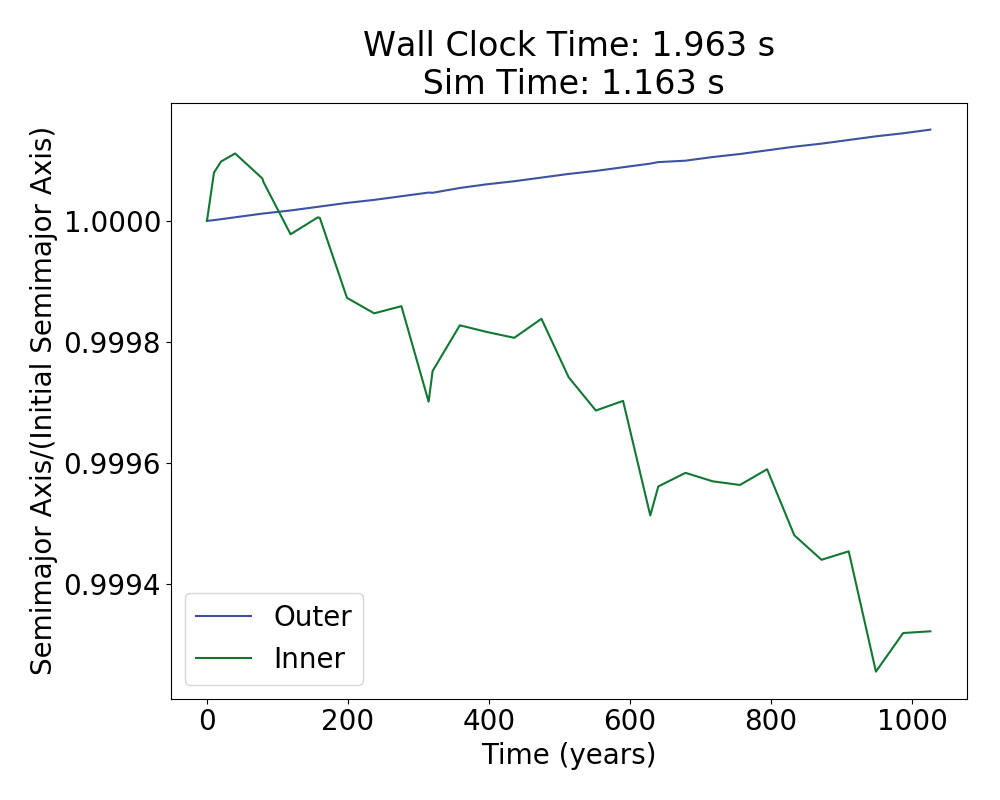 Wall Clock Time: 1.963 s
Sim Time: 1.163 s
Semimajor Axis/(Initial Semimajor Axis)
1.0000
0.9998
0.9996
0.9994
Outer
Inner
0 200 400 600 800 1000
Time (years)